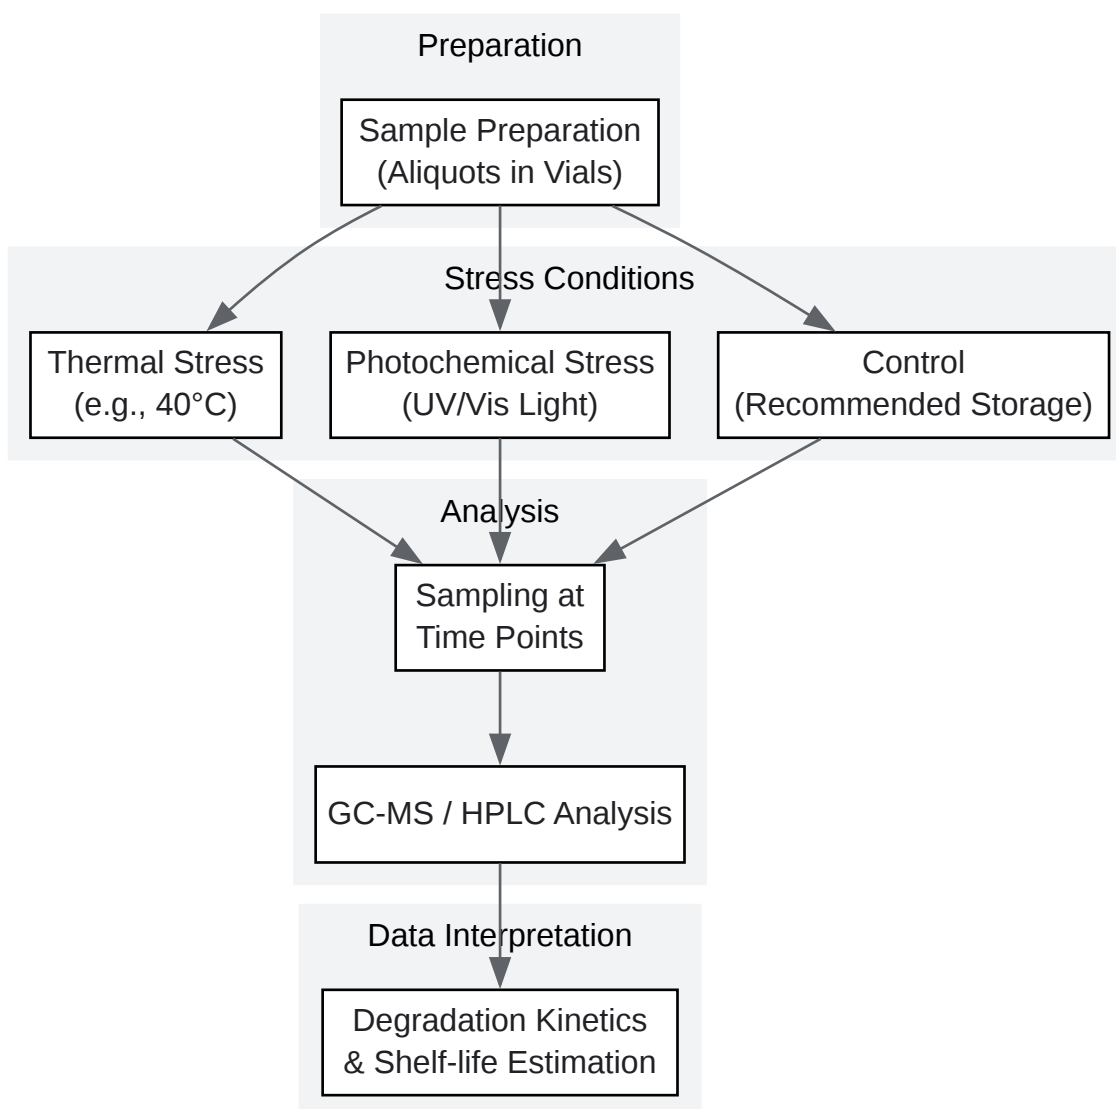 Preparation
Sample Preparation
(Aliquots in Vials)
Stress Conditions
Thermal Stress
(e.g., 40°C)
Photochemical Stress
(UV/Vis Light)
Control
(Recommended Storage)
Analysis
Sampling at
Time Points
GC-MS / HPLC Analysis
Data Interpretation
Degradation Kinetics
& Shelf-life Estimation